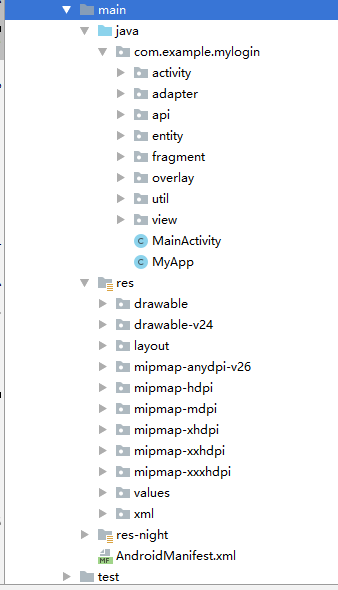 main
java
com.example.mylogin
activity
adapter
api
entity
fragment
overlay
util
view
C MainActivity
C MyApp
res
drawable
drawable-v24
layout
mipmap-anydpi-v26
mipmap-hdpi
mipmap-mdpi
mipmap-xhdpi
mipmap-xxhdpi
mipmap-xxxhdpi
values
xml
res-night
MF AndroidManifest.xml
test